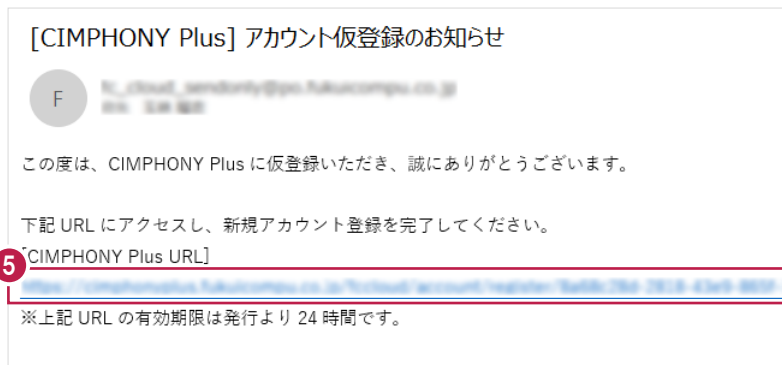 [CIMPHONY Plus] アカウント仮登録のお知らせ
F
この度は、CIMPHONY Plus に仮登録いただき、誠にありがとうございます。
下記 URL にアクセスし、新規アカウント登録を完了してください。
[CIMPHONY Plus URL]
5
※上記 URL の有効期限は発行より 24 時間です。